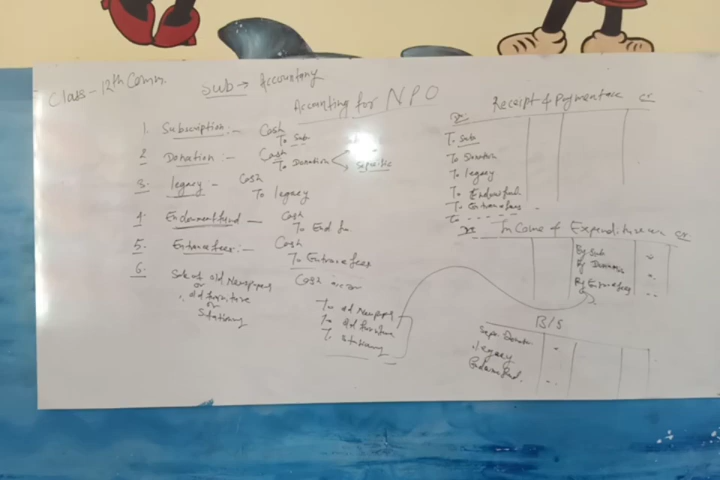 Class - 12th Comm.
Sub → Accountancy
Accounting for NPO
1. Subscription :- Cash
To Sub
2. Donation :- Cash
To Donation
Specific
3. legacy - Cash
To legacy
4. Endowment fund - Cash
To End
5. Entrance fees :- Cash
To Entrance fees
6. Sale of old Newspapers
or
old furniture
or
Stationary
Cash
To old Newspapers
To old furniture
To Stationary
Dr Receipt & Payment Cr
To Sub
To Donation
To legacy
To Endow. fund
To Entrance fees
To
Dr Income & Expenditure Cr
By Sub
By Donation
By Entrance fees
B/S
Legacy